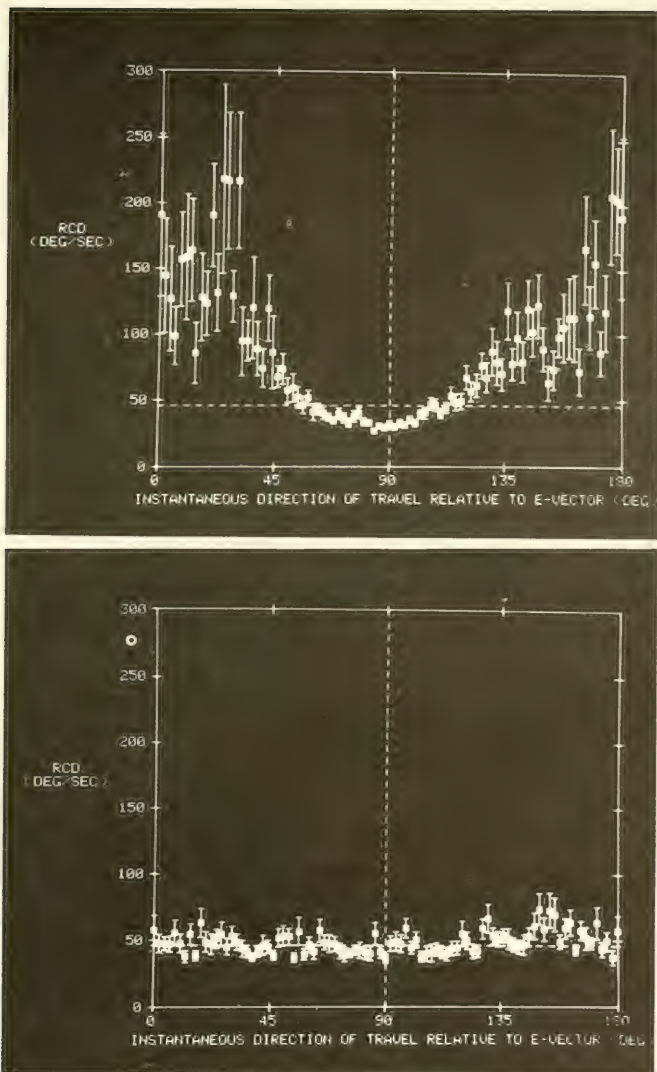 300
250
200
RCD
(DEG/SEC)
150
100
50
0
0 45 90 135 180
INSTANTANEOUS DIRECTION OF TRAVEL RELATIVE TO E-VECTOR (DEG
300
250
200
RCD
(DEG/SEC)
150
100
50
0
0 45 90 135 180
INSTANTANEOUS DIRECTION OF TRAVEL RELATIVE TO E-VECTOR (DEG